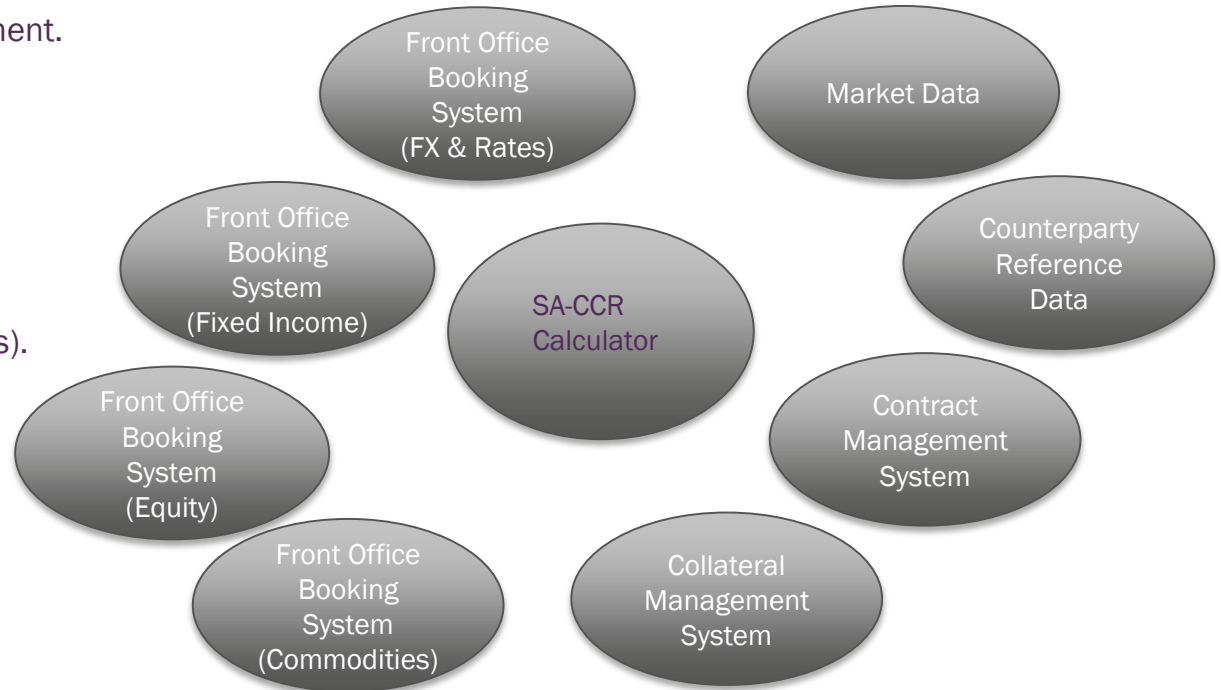 nent.
s).
Front Office
Booking
System
(FX & Rates)
Market Data
Front Office
Booking
System
(Fixed Income)
Counterparty
Reference
Data
SA-CCR
Calculator
Front Office
Booking
System
(Equity)
Contract
Management
System
Front Office
Booking
System
(Commodities)
Collateral
Management
System